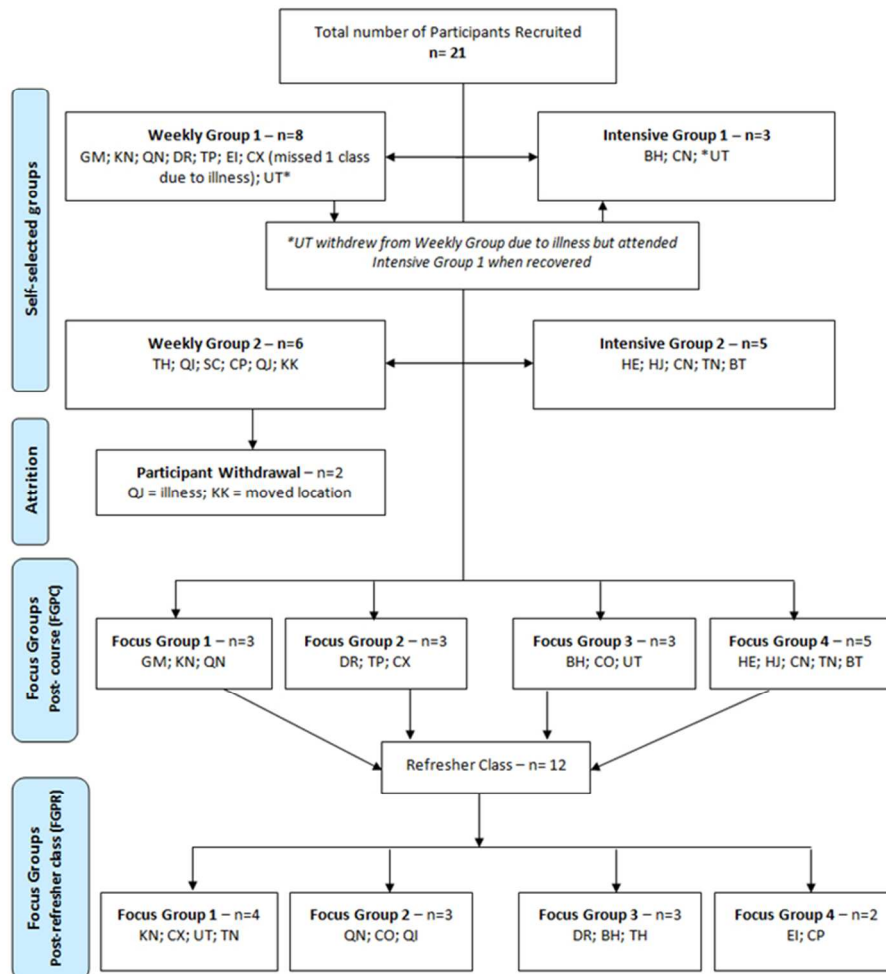 Total number of Participants Recruited
n= 21
Self-selected groups
Weekly Group 1 – n=8
GM; KN; QN; DR; TP; EI; CX (missed 1 class
due to illness); UT*
Intensive Group 1 – n=3
BH; CN; *UT
*UT withdrew from Weekly Group due to illness but attended
Intensive Group 1 when recovered
Weekly Group 2 – n=6
TH; QI; SC; CP; QJ; KK
Intensive Group 2 – n=5
HE; HJ; CN; TN; BT
Attrition
Participant Withdrawal – n=2
QJ = illness; KK = moved location
Focus Groups
Post- course (FGPC)
Focus Group 1 – n=3
GM; KN; QN
Focus Group 2 – n=3
DR; TP; CX
Focus Group 3 – n=3
BH; CO; UT
Focus Group 4 – n=5
HE; HJ; CN; TN; BT
Refresher Class – n= 12
Focus Groups
Post-refresher class (FGPR)
Focus Group 1 – n=4
KN; CX; UT; TN
Focus Group 2 – n=3
QN; CO; QI
Focus Group 3 – n=3
DR; BH; TH
Focus Group 4 – n=2
EI; CP